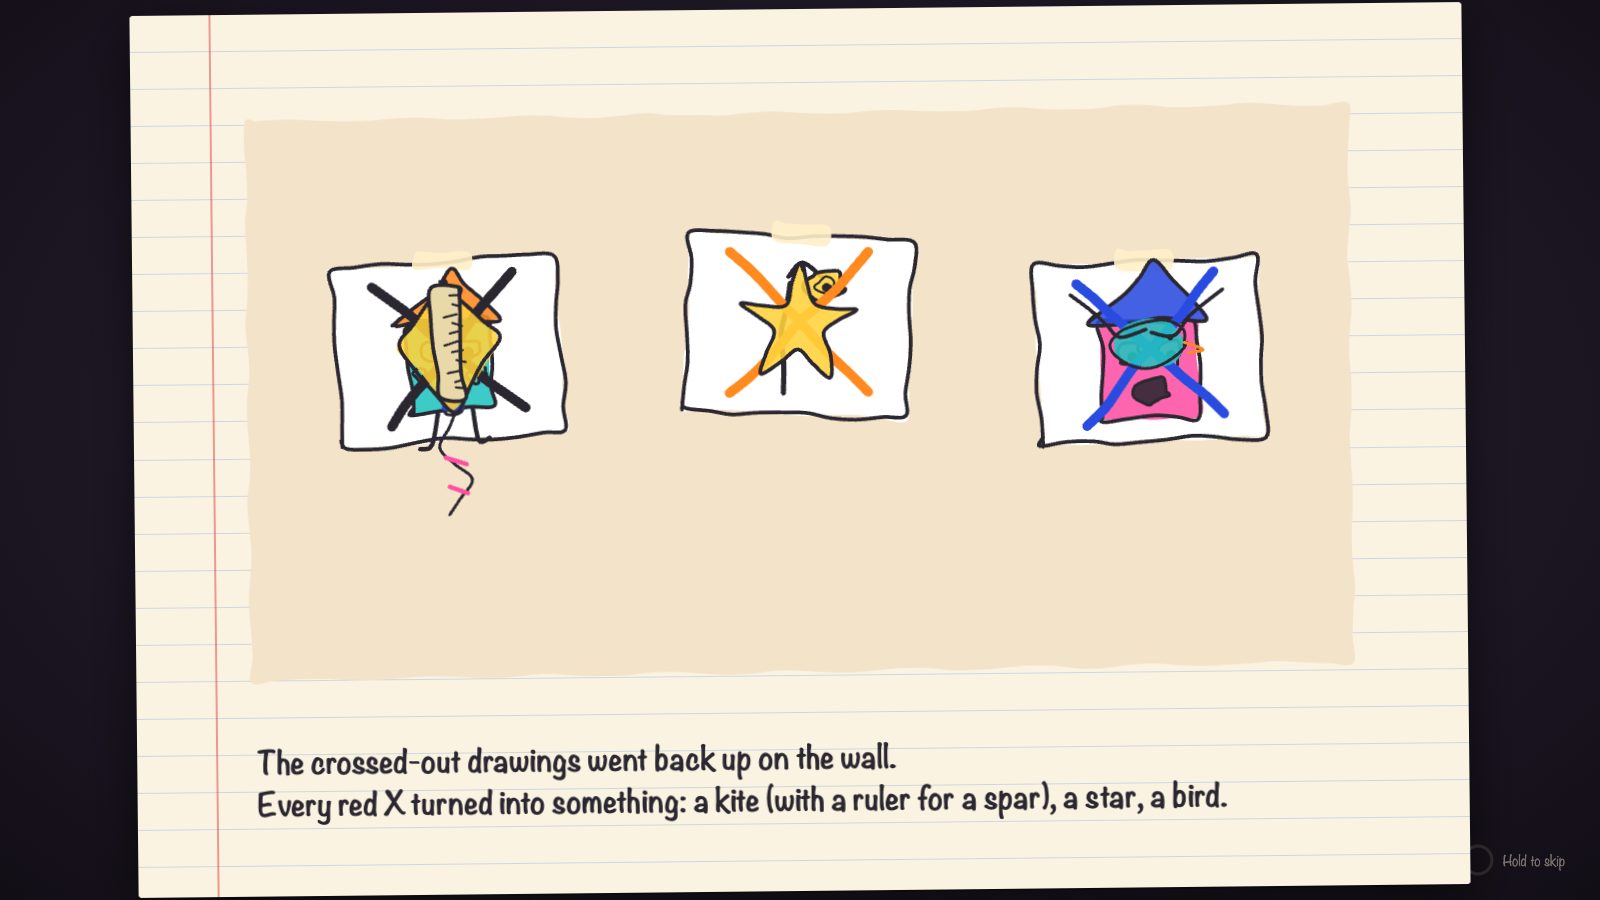 The crossed-out drawings went back up on the wall.
Every red X turned into something: a kite (with a ruler for a spar), a star, a bird.
Hold to skip